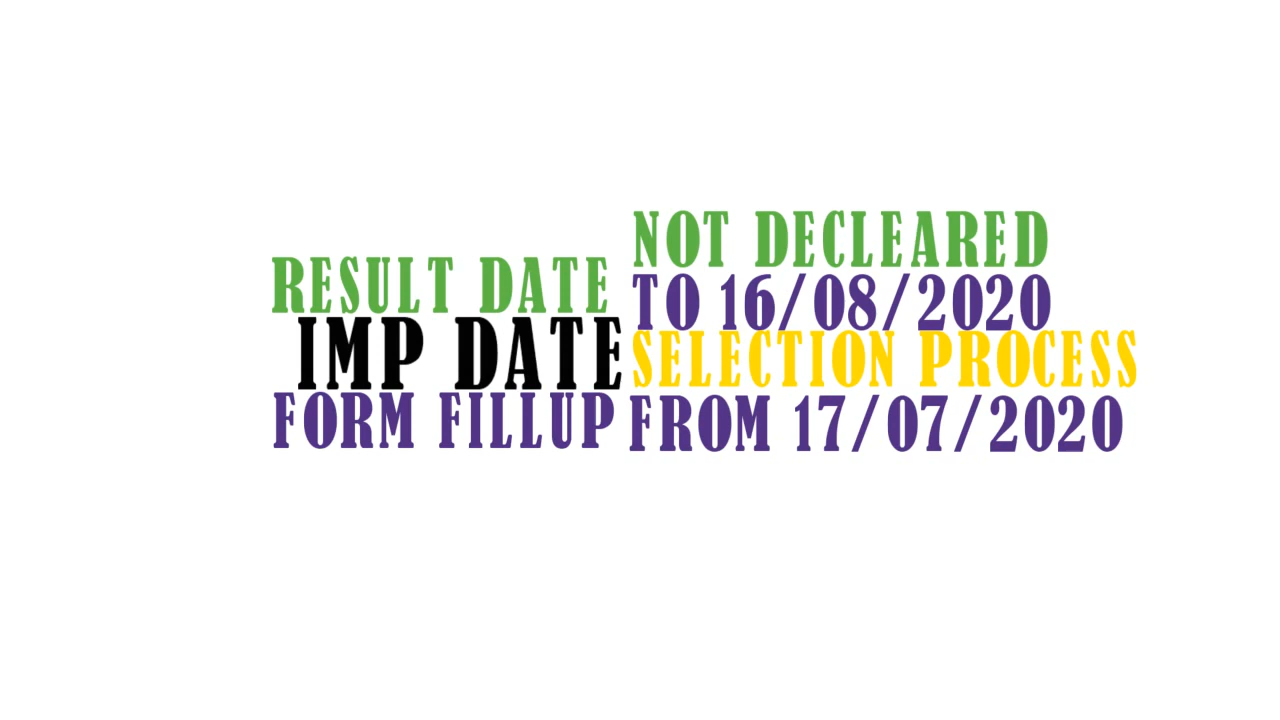 RESULT DATE
IMP DATE
FORM FILLUP
NOT DECLEARED
TO 16/08/2020
SELECTION PROCESS
FROM 17/07/2020